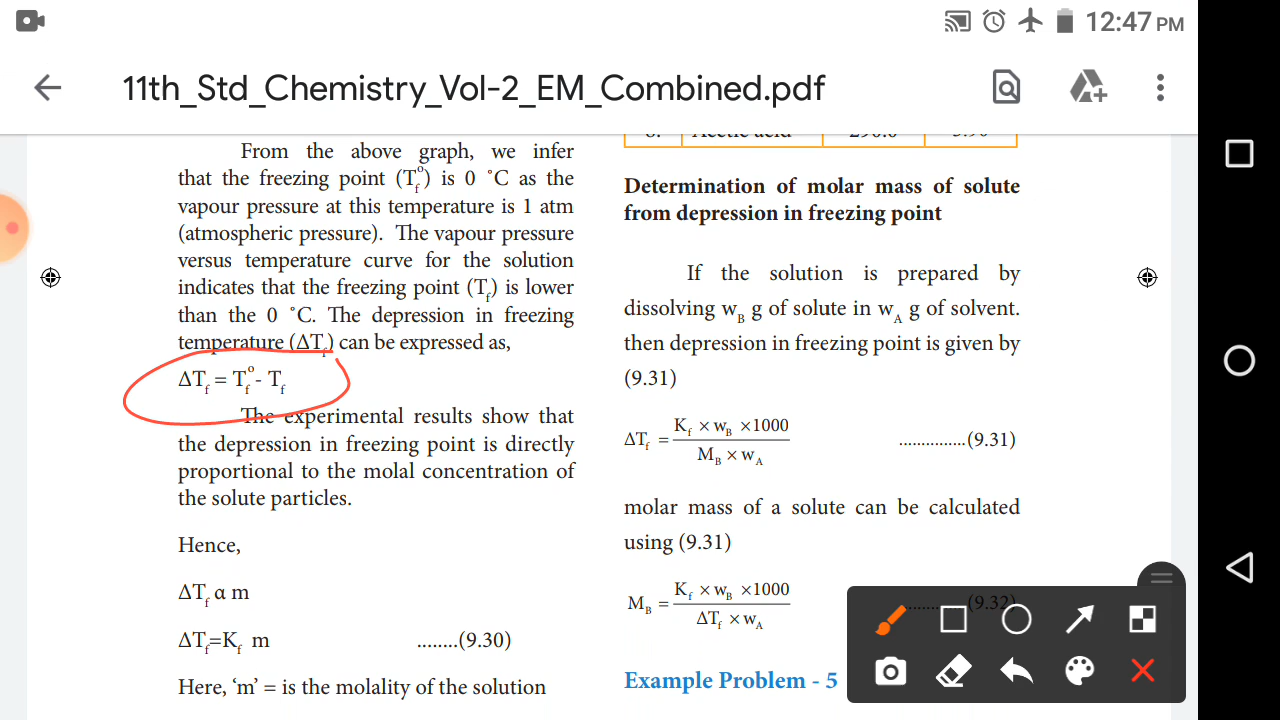 12:47 PM
11th_Std_Chemistry_Vol-2_EM_Combined.pdf
From the above graph, we infer
that the freezing point (Tf°) is 0 ˚C as the
vapour pressure at this temperature is 1 atm
(atmospheric pressure). The vapour pressure
versus temperature curve for the solution
indicates that the freezing point (Tf) is lower
than the 0 ˚C. The depression in freezing
temperature (ΔTf) can be expressed as,
ΔTf = Tf° - Tf
The experimental results show that
the depression in freezing point is directly
proportional to the molal concentration of
the solute particles.
Hence,
ΔTf α m
ΔTf=Kf m ........(9.30)
Here, ‘m’ = is the molality of the solution
Determination of molar mass of solute
from depression in freezing point
If the solution is prepared by
dissolving wB g of solute in wA g of solvent.
then depression in freezing point is given by
(9.31)
ΔTf = Kf × wB ×1000 / MB × wA ..............(9.31)
molar mass of a solute can be calculated
using (9.31)
MB = Kf × wB ×1000 / ΔTf × wA ..........(9.32)
Example Problem - 5